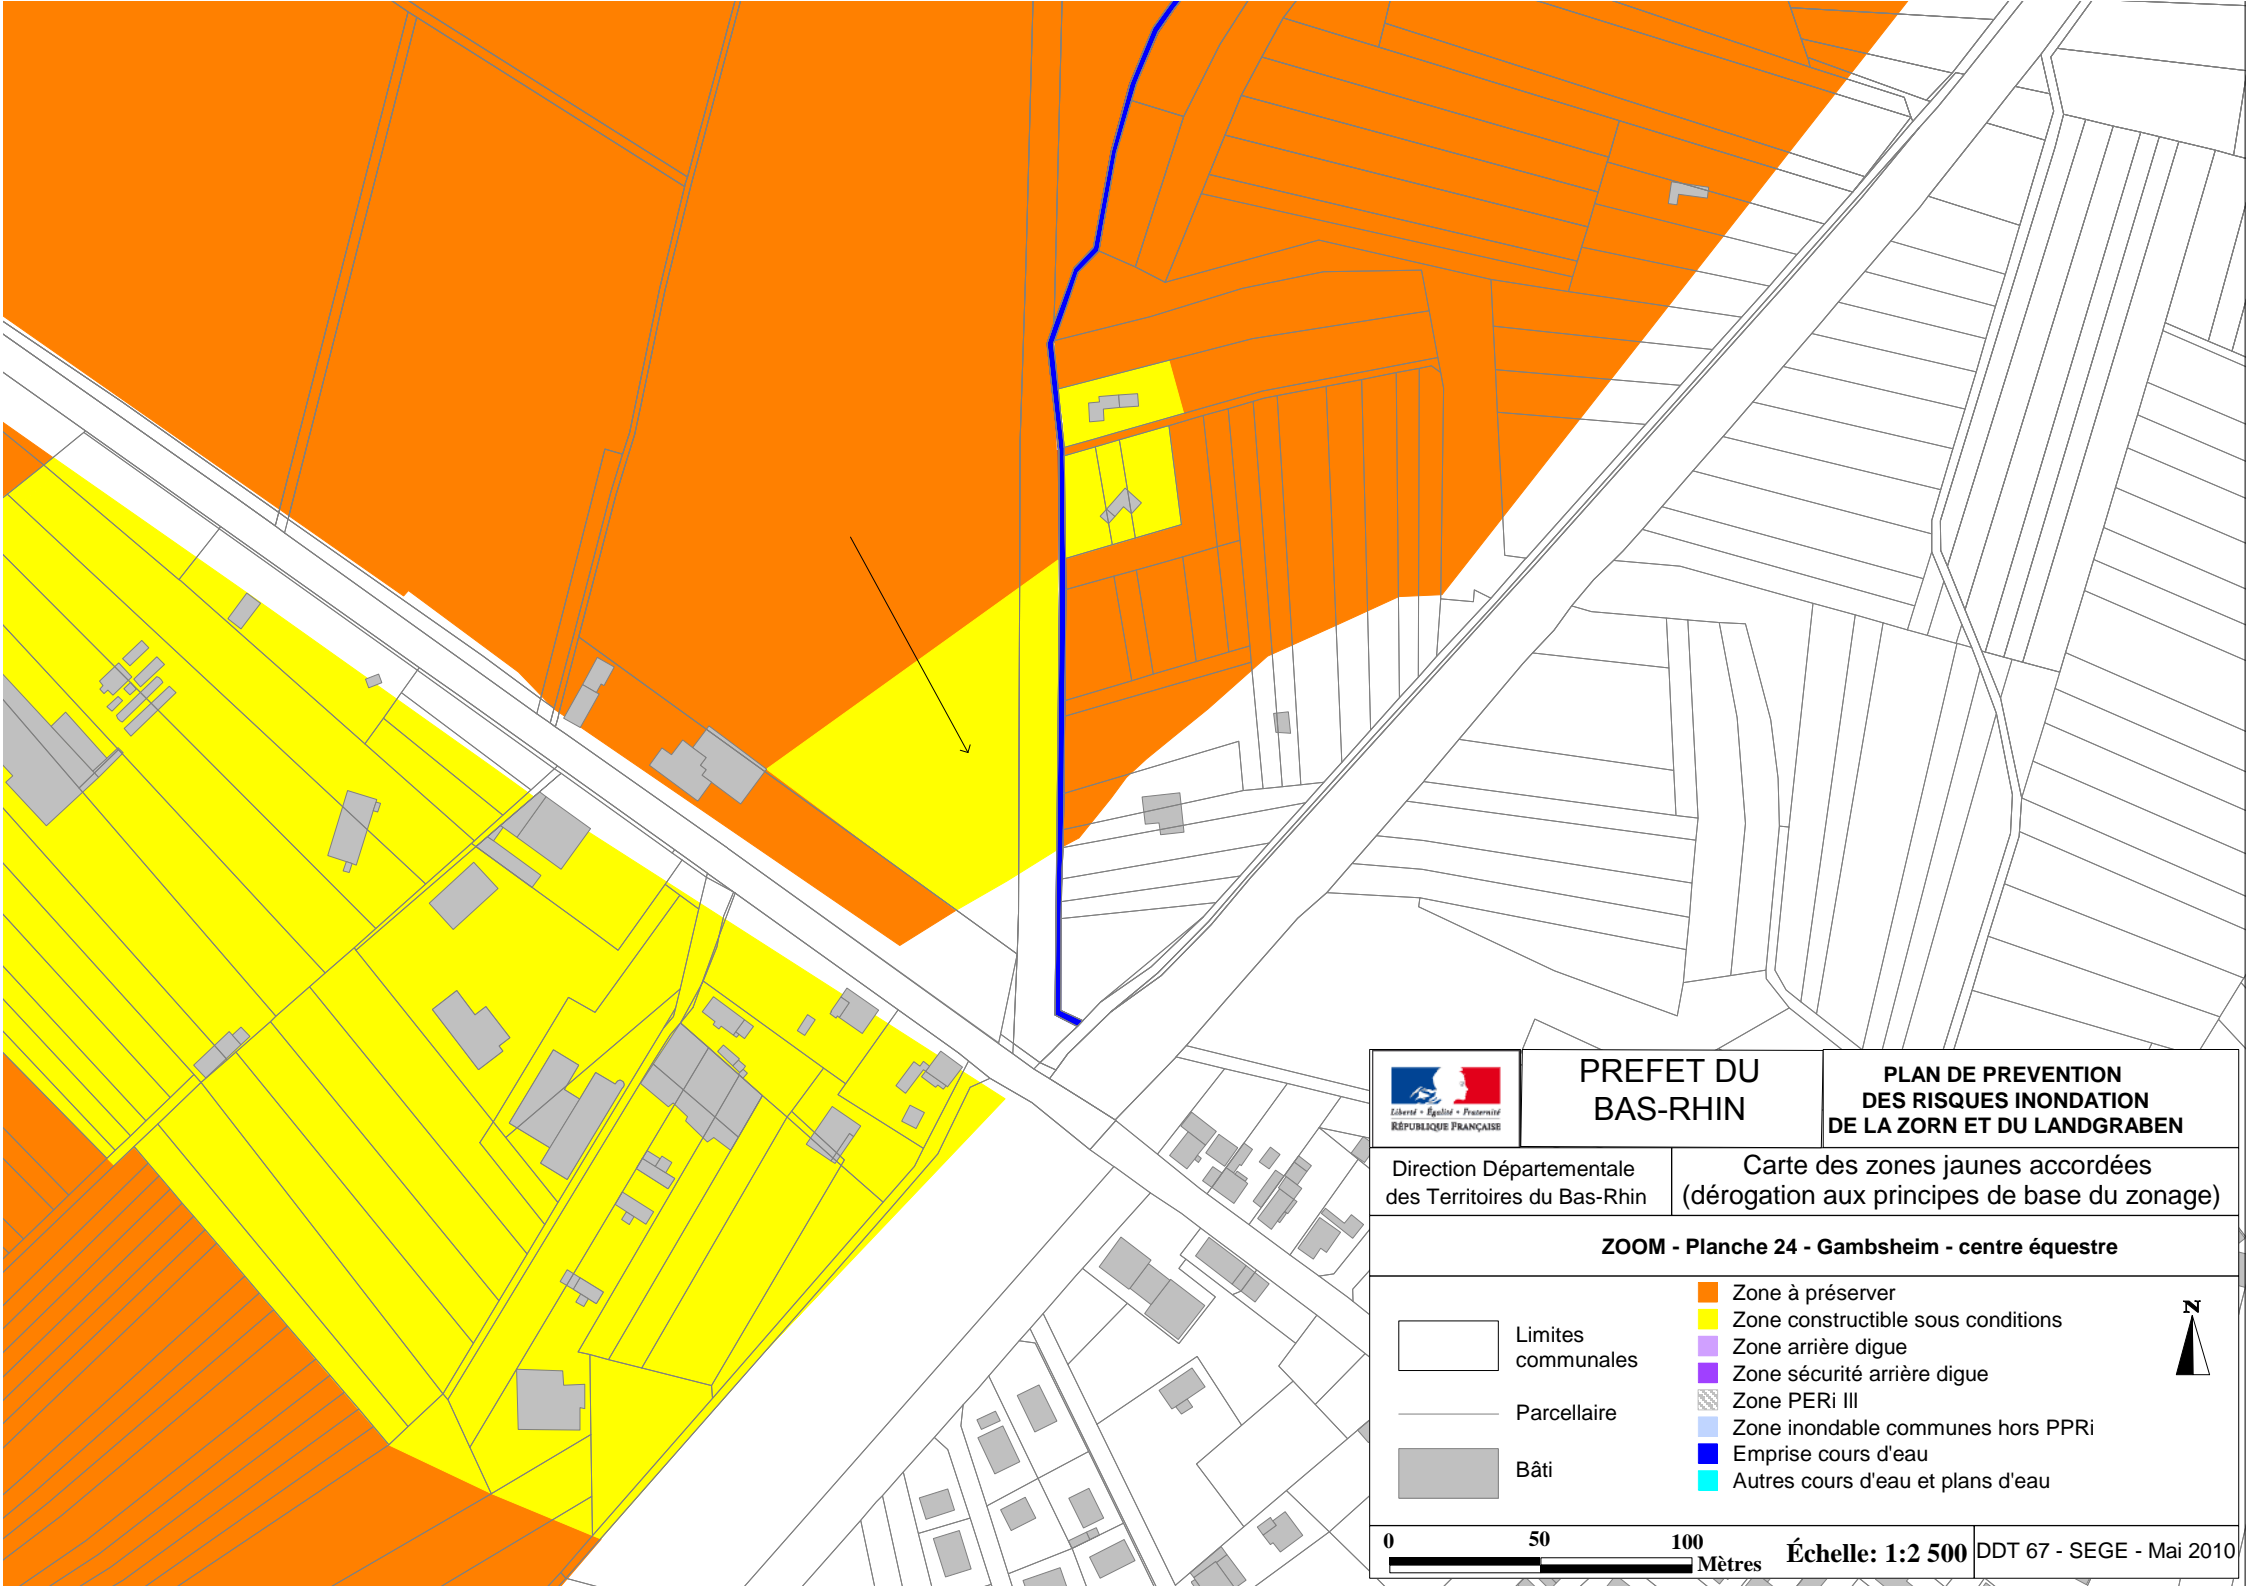 Liberté • Égalité • Fraternité
RÉPUBLIQUE FRANÇAISE
PREFET DU
BAS-RHIN
PLAN DE PREVENTION
DES RISQUES INONDATION
DE LA ZORN ET DU LANDGRABEN
Direction Départementale
des Territoires du Bas-Rhin
Carte des zones jaunes accordées
(dérogation aux principes de base du zonage)
ZOOM - Planche 24 - Gambsheim - centre équestre
Limites
communales
Parcellaire
Bâti
Zone à préserver
Zone constructible sous conditions
Zone arrière digue
Zone sécurité arrière digue
Zone PERi III
Zone inondable communes hors PPRi
Emprise cours d'eau
Autres cours d'eau et plans d'eau
N
0 50 100
Mètres
Échelle: 1:2 500
DDT 67 - SEGE - Mai 2010